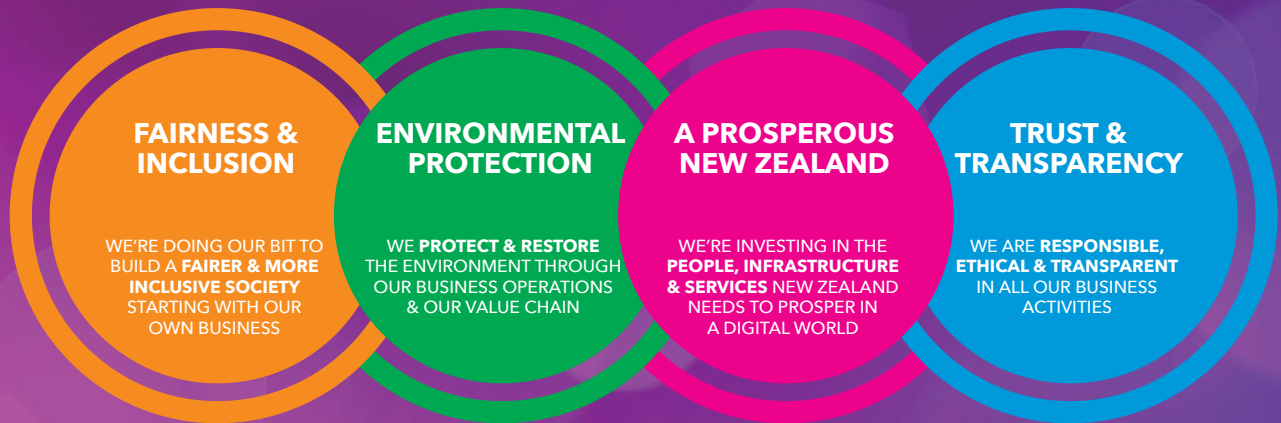 FAIRNESS &
INCLUSION
WE'RE DOING OUR BIT TO
BUILD A FAIRER & MORE
INCLUSIVE SOCIETY
STARTING WITH OUR
OWN BUSINESS
ENVIRONMENTAL
PROTECTION
WE PROTECT & RESTORE
THE ENVIRONMENT THROUGH
OUR BUSINESS OPERATIONS
& OUR VALUE CHAIN
A PROSPEROUS
NEW ZEALAND
WE'RE INVESTING IN THE
PEOPLE, INFRASTRUCTURE
& SERVICES NEW ZEALAND
NEEDS TO PROSPER IN
A DIGITAL WORLD
TRUST &
TRANSPARENCY
WE ARE RESPONSIBLE,
ETHICAL & TRANSPARENT
IN ALL OUR BUSINESS
ACTIVITIES